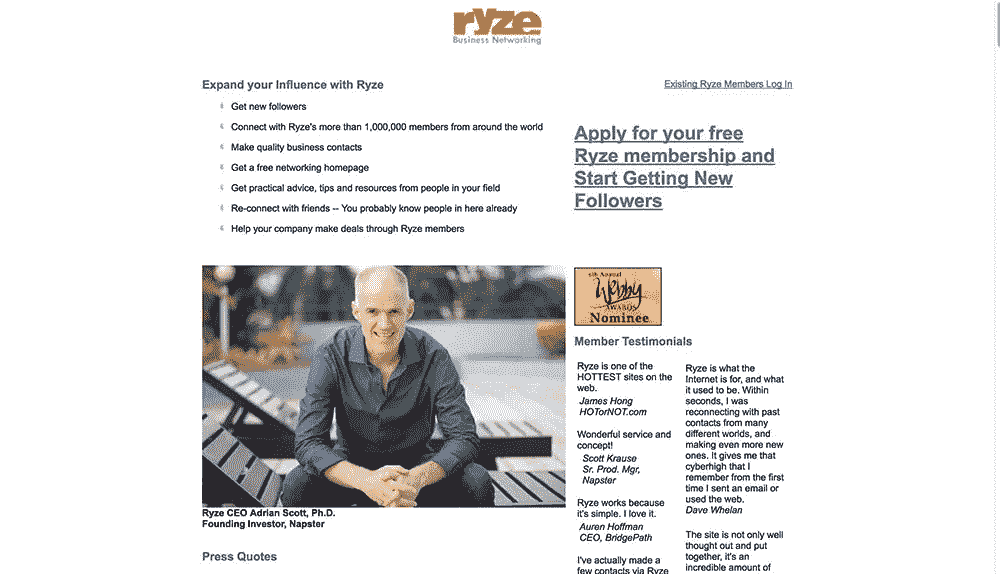 ryze
Business Networking
Expand your Influence with Ryze
Existing Ryze Members Log In
Get new followers
Connect with Ryze's more than 1,000,000 members from around the world
Make quality business contacts
Get a free networking homepage
Get practical advice, tips and resources from people in your field
Re-connect with friends -- You probably know people in here already
Help your company make deals through Ryze members
Apply for your free
Ryze membership and
Start Getting New
Followers
Ryze CEO Adrian Scott, Ph.D.
Founding Investor, Napster
Press Quotes
5th Annual
Webby
AWARDS
Nominee
Member Testimonials
Ryze is one of the
HOTTEST sites on the
web.
James Hong
HOTorNOT.com
Wonderful service and
concept!
Scott Krause
Sr. Prod. Mgr,
Napster
Ryze works because
it's simple. I love it.
Auren Hoffman
CEO, BridgePath
I've actually made a
few contacts via Ryze
Ryze is what the
Internet is for, and what
it used to be. Within
seconds, I was
reconnecting with past
contacts from many
different worlds, and
making even more new
ones. It gives me that
cyberhigh that I
remember from the first
time I sent an email or
used the web.
Dave Whelan
The site is not only well
thought out and put
together, it's an
incredible amount of